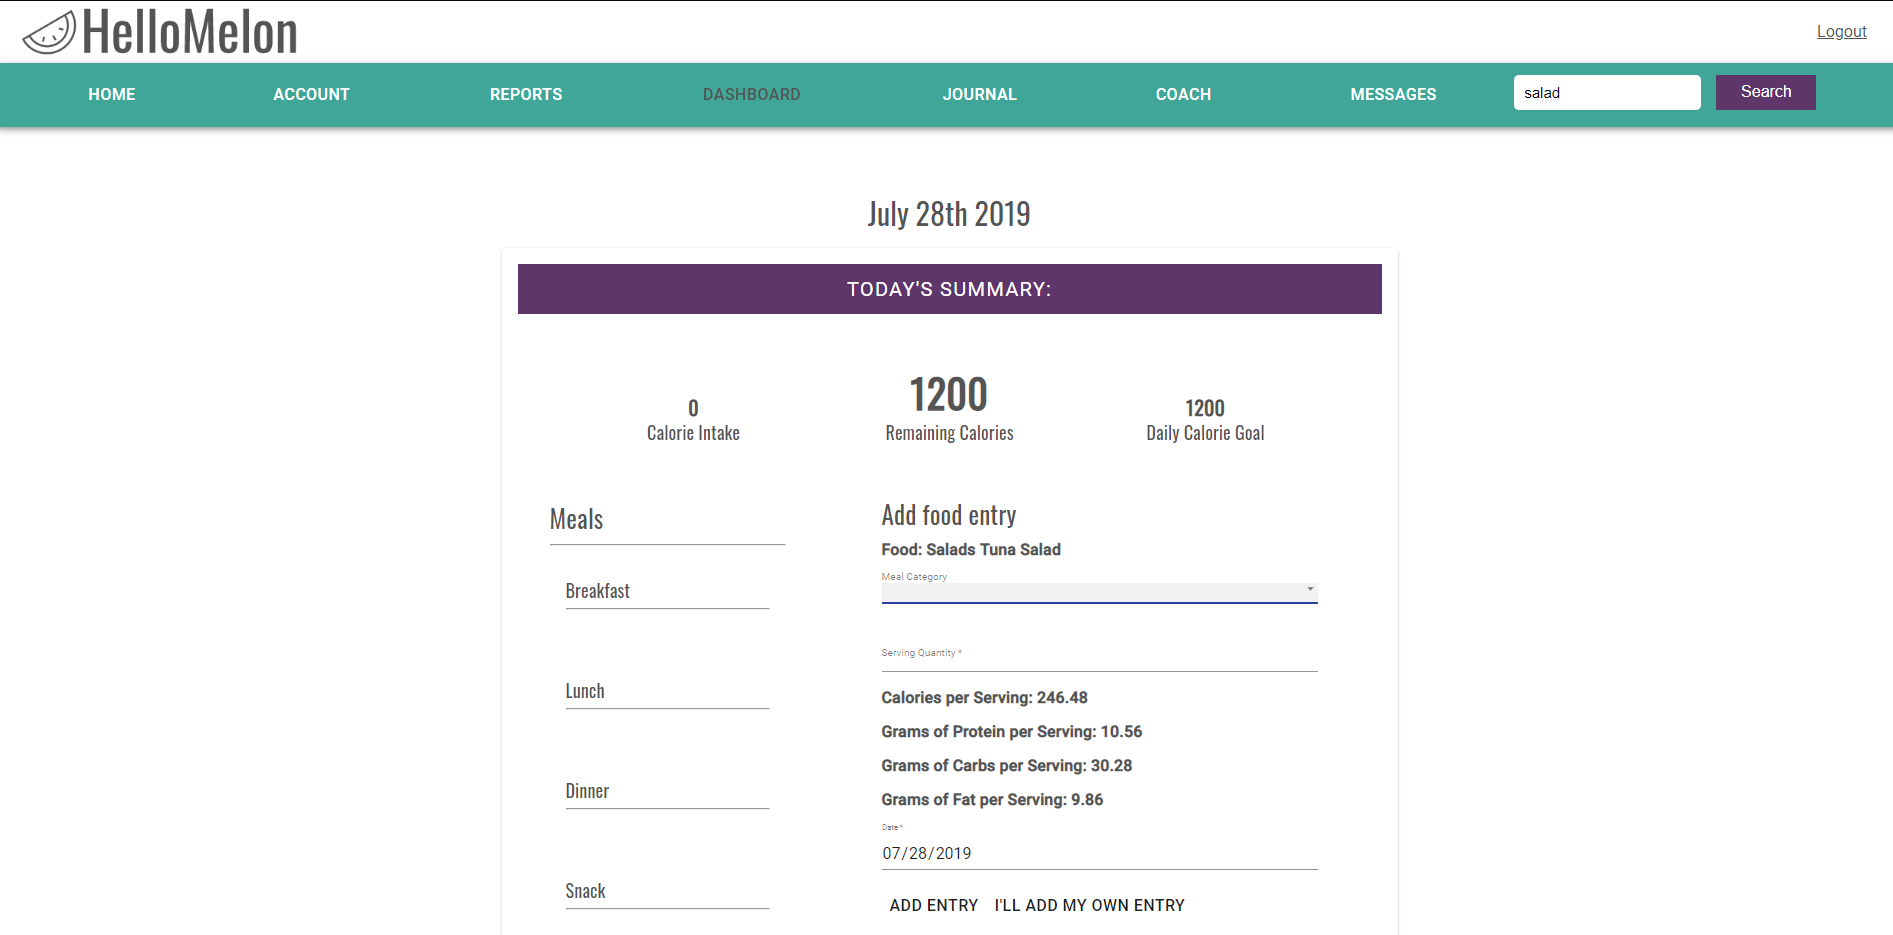 HelloMelon
Logout
HOME ACCOUNT REPORTS DASHBOARD JOURNAL COACH MESSAGES salad Search
July 28th 2019
TODAY'S SUMMARY:
0 1200 1200
Calorie Intake Remaining Calories Daily Calorie Goal
Meals
Breakfast
Lunch
Dinner
Snack
Add food entry
Food: Salads Tuna Salad
Meal Category
Serving Quantity *
Calories per Serving: 246.48
Grams of Protein per Serving: 10.56
Grams of Carbs per Serving: 30.28
Grams of Fat per Serving: 9.86
Date *
07/28/2019
ADD ENTRY I'LL ADD MY OWN ENTRY